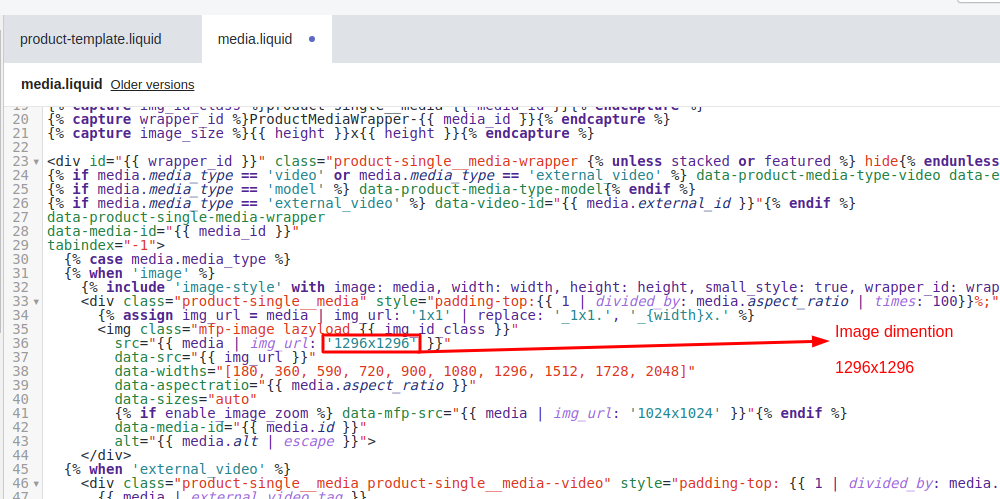 product-template.liquid
media.liquid
media.liquid Older versions
19 {% capture img_id_class %}product-single__media-{{ media_id }}{% endcapture %}
20 {% capture wrapper_id %}ProductMediaWrapper-{{ media_id }}{% endcapture %}
21 {% capture image_size %}{{ height }}x{{ height }}{% endcapture %}
22
23 <div id="{{ wrapper_id }}" class="product-single__media-wrapper {% unless stacked or featured %} hide{% endunless
24 {% if media.media_type == 'video' or media.media_type == 'external_video' %} data-product-media-type-video data-e
25 {% if media.media_type == 'model' %} data-product-media-type-model{% endif %}
26 {% if media.media_type == 'external_video' %} data-video-id="{{ media.external_id }}"{% endif %}
27 data-product-single-media-wrapper
28 data-media-id="{{ media_id }}"
29 tabindex="-1">
30 {% case media.media_type %}
31 {% when 'image' %}
32 {% include 'image-style' with image: media, width: width, height: height, small_style: true, wrapper_id: wrap
33 <div class="product-single__media" style="padding-top:{{ 1 | divided_by: media.aspect_ratio | times: 100}}%;"
34 {% assign img_url = media | img_url: '1x1' | replace: '_1x1.', '_{width}x.' %}
35 <img class="mfp-image lazyload {{ img_id_class }}"
36 src="{{ media | img_url: '1296x1296' }}"
37 data-src="{{ img_url }}"
38 data-widths="[180, 360, 590, 720, 900, 1080, 1296, 1512, 1728, 2048]"
39 data-aspectratio="{{ media.aspect_ratio }}"
40 data-sizes="auto"
41 {% if enable_image_zoom %} data-mfp-src="{{ media | img_url: '1024x1024' }}"{% endif %}
42 data-media-id="{{ media.id }}"
43 alt="{{ media.alt | escape }}">
44 </div>
45 {% when 'external_video' %}
46 <div class="product-single__media product-single__media--video" style="padding-top: {{ 1 | divided_by: media.
47 {{ media | external_video_tag }}
Image dimention
1296x1296